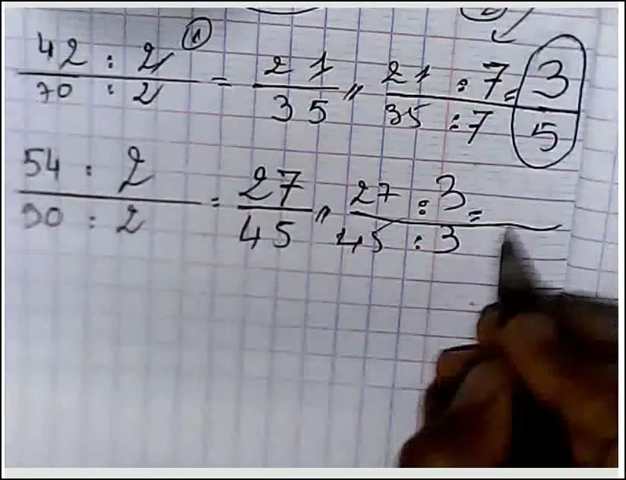 ①
42 : 2 / 70 : 2 = 21 / 35 , 21 : 7 / 35 : 7 = 3 / 5
54 : 2 / 90 : 2 = 27 / 45 , 27 : 3 / 45 : 3 =